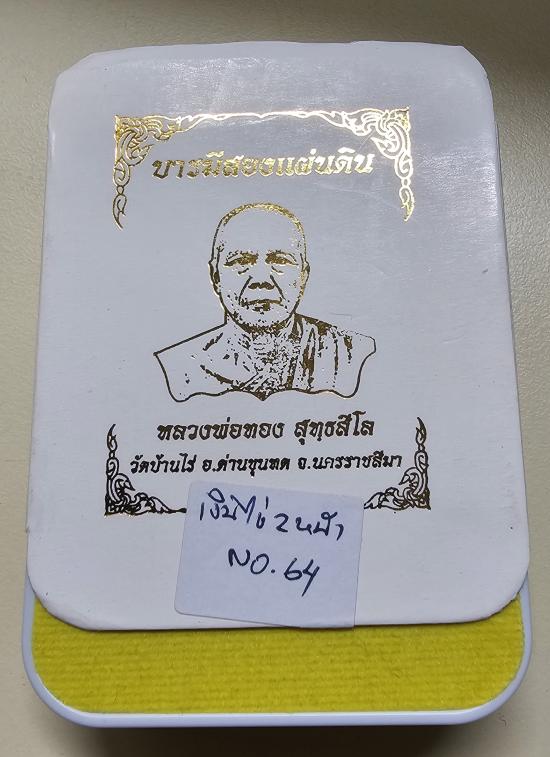 บารมีสองแผ่นดิน
หลวงพ่อทอง สุทฺธสีโล
วัดบ้านไร่ อ.ด่านขุนทด จ.นครราชสีมา
เงินไข่ 2 หน้า
NO. 64